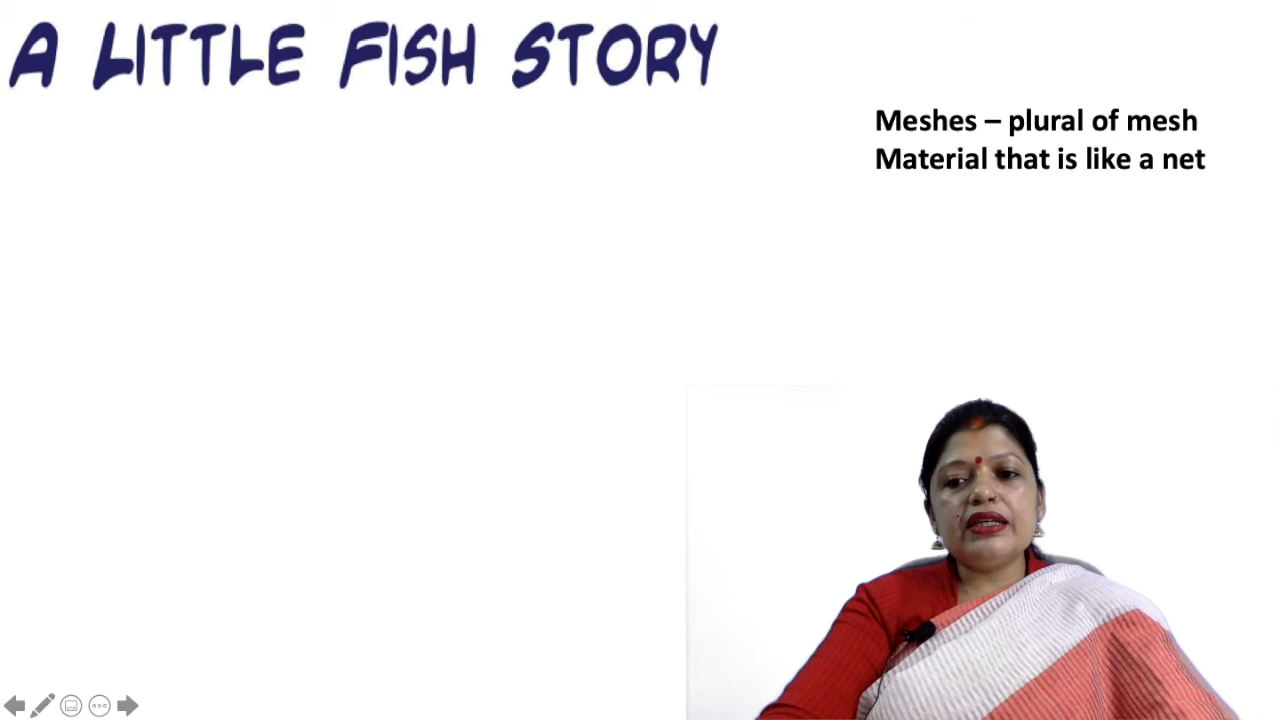 A LITTLE FISH STORY
Meshes – plural of mesh
Material that is like a net